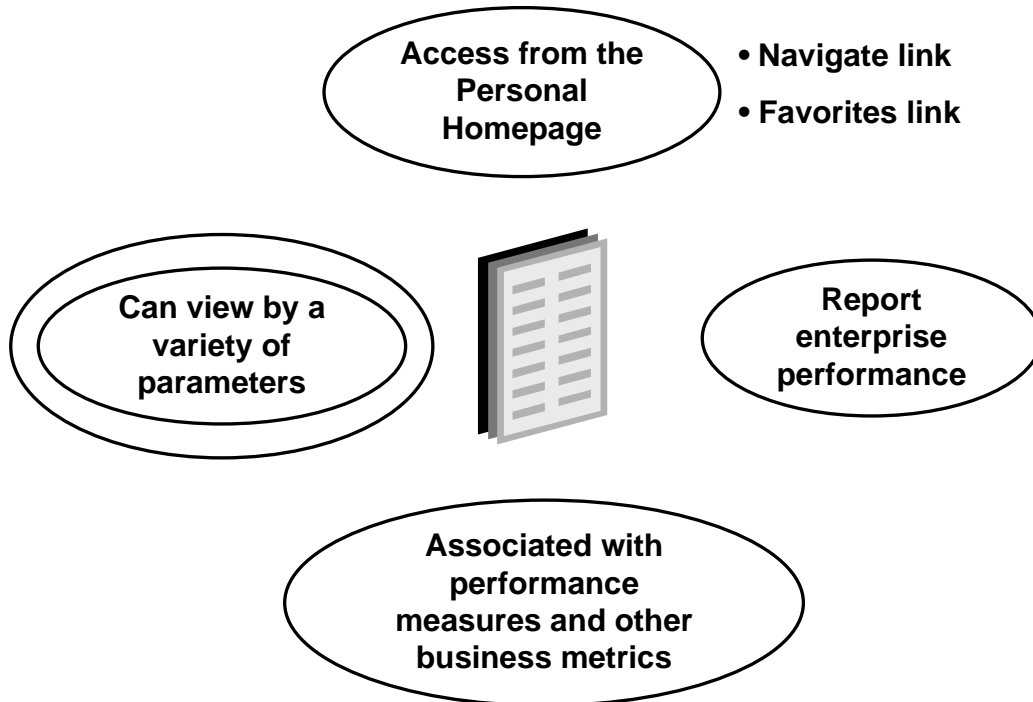 Access from the
Personal
Homepage
• Navigate link
• Favorites link
Can view by a
variety of
parameters
Report
enterprise
performance
Associated with
performance
measures and other
business metrics